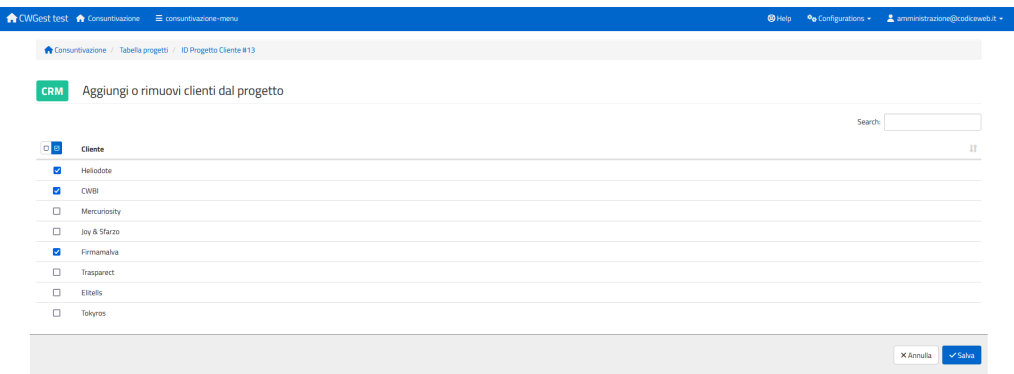 CWGest test Consuntivazione consuntivazione-menu Help Configurations amministrazione@codiceweb.it
Consuntivazione / Tabella progetti / ID Progetto Cliente #13
CRM Aggiungi o rimuovi clienti dal progetto
Search:
Cliente
Heliodote
CWBI
Mercuriosity
Joy & Sfarzo
Firmamalva
Trasparect
Elitells
Tokyros
Annulla Salva